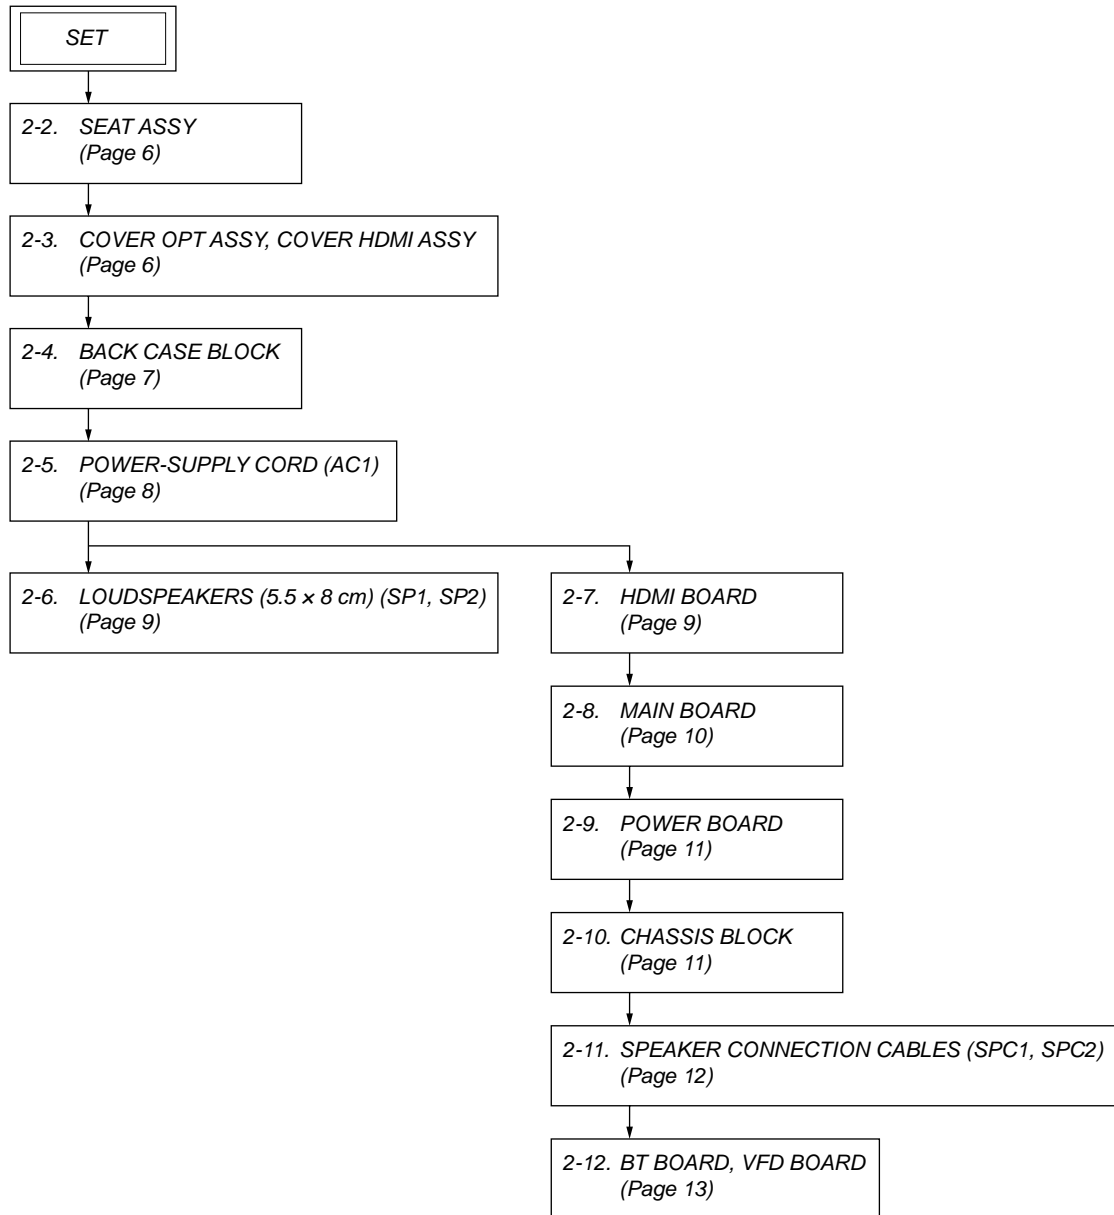 SET
2-2. SEAT ASSY
(Page 6)
2-3. COVER OPT ASSY, COVER HDMI ASSY
(Page 6)
2-4. BACK CASE BLOCK
(Page 7)
2-5. POWER-SUPPLY CORD (AC1)
(Page 8)
2-6. LOUDSPEAKERS (5.5 × 8 cm) (SP1, SP2)
(Page 9)
2-7. HDMI BOARD
(Page 9)
2-8. MAIN BOARD
(Page 10)
2-9. POWER BOARD
(Page 11)
2-10. CHASSIS BLOCK
(Page 11)
2-11. SPEAKER CONNECTION CABLES (SPC1, SPC2)
(Page 12)
2-12. BT BOARD, VFD BOARD
(Page 13)